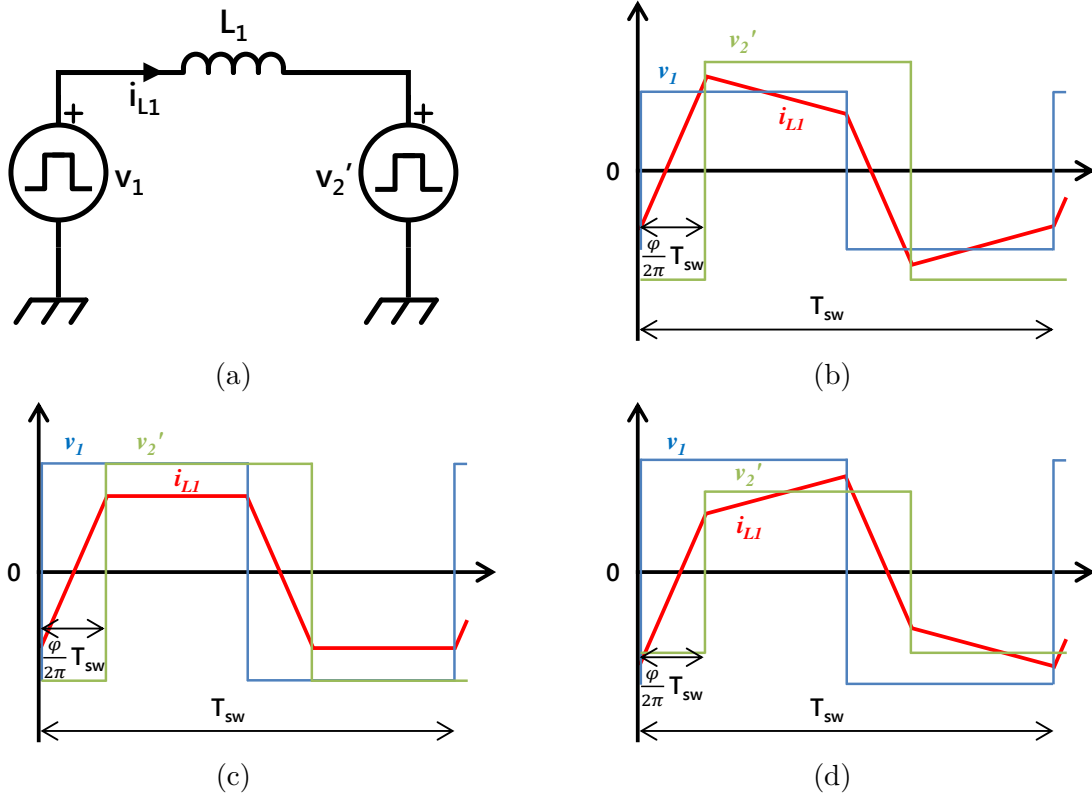 L1
iL1
+
+
v1
v2'
(a)
v2'
v1
iL1
0
φ/2π Tsw
Tsw
(b)
v1
v2'
iL1
0
φ/2π Tsw
Tsw
(c)
v1
v2'
iL1
0
φ/2π Tsw
Tsw
(d)